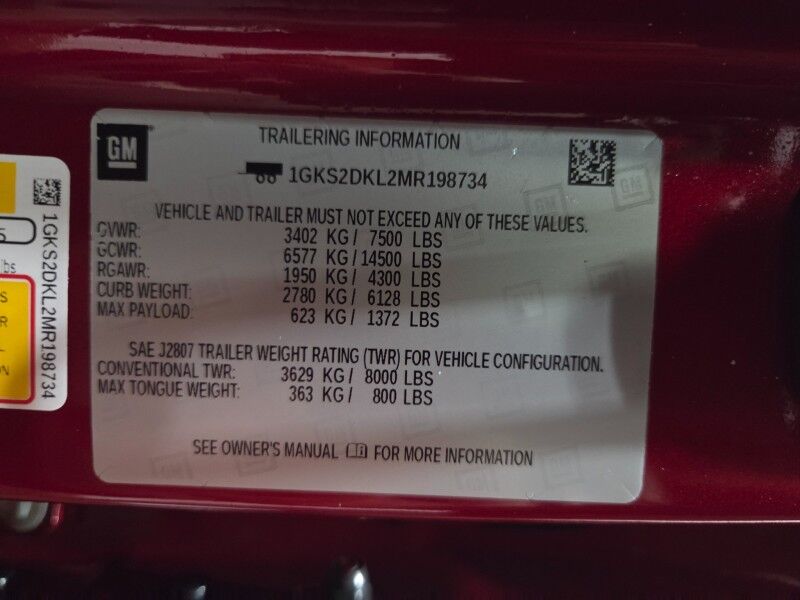 GM
TRAILERING INFORMATION
1GKS2DKL2MR198734
VEHICLE AND TRAILER MUST NOT EXCEED ANY OF THESE VALUES.
GVWR: 3402 KG / 7500 LBS
GCWR: 6577 KG / 14500 LBS
RGAWR: 1950 KG / 4300 LBS
CURB WEIGHT: 2780 KG / 6128 LBS
MAX PAYLOAD: 623 KG / 1372 LBS
SAE J2807 TRAILER WEIGHT RATING (TWR) FOR VEHICLE CONFIGURATION.
CONVENTIONAL TWR: 3629 KG / 8000 LBS
MAX TONGUE WEIGHT: 363 KG / 800 LBS
SEE OWNER'S MANUAL FOR MORE INFORMATION
1GKS2DKL2MR198734